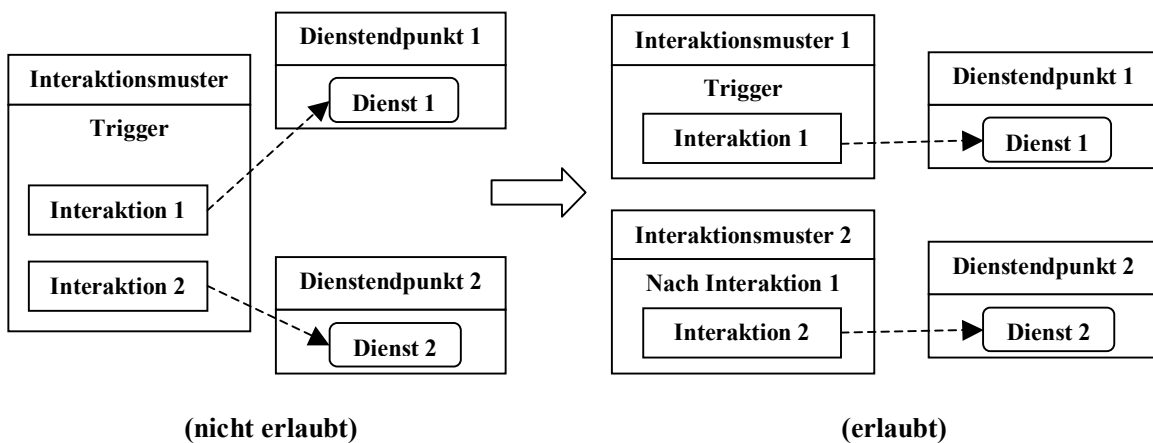 Interaktionsmuster
Trigger
Interaktion 1
Interaktion 2
Dienstendpunkt 1
Dienst 1
Dienstendpunkt 2
Dienst 2
(nicht erlaubt)
Interaktionsmuster 1
Trigger
Interaktion 1
Dienstendpunkt 1
Dienst 1
Interaktionsmuster 2
Nach Interaktion 1
Interaktion 2
Dienstendpunkt 2
Dienst 2
(erlaubt)